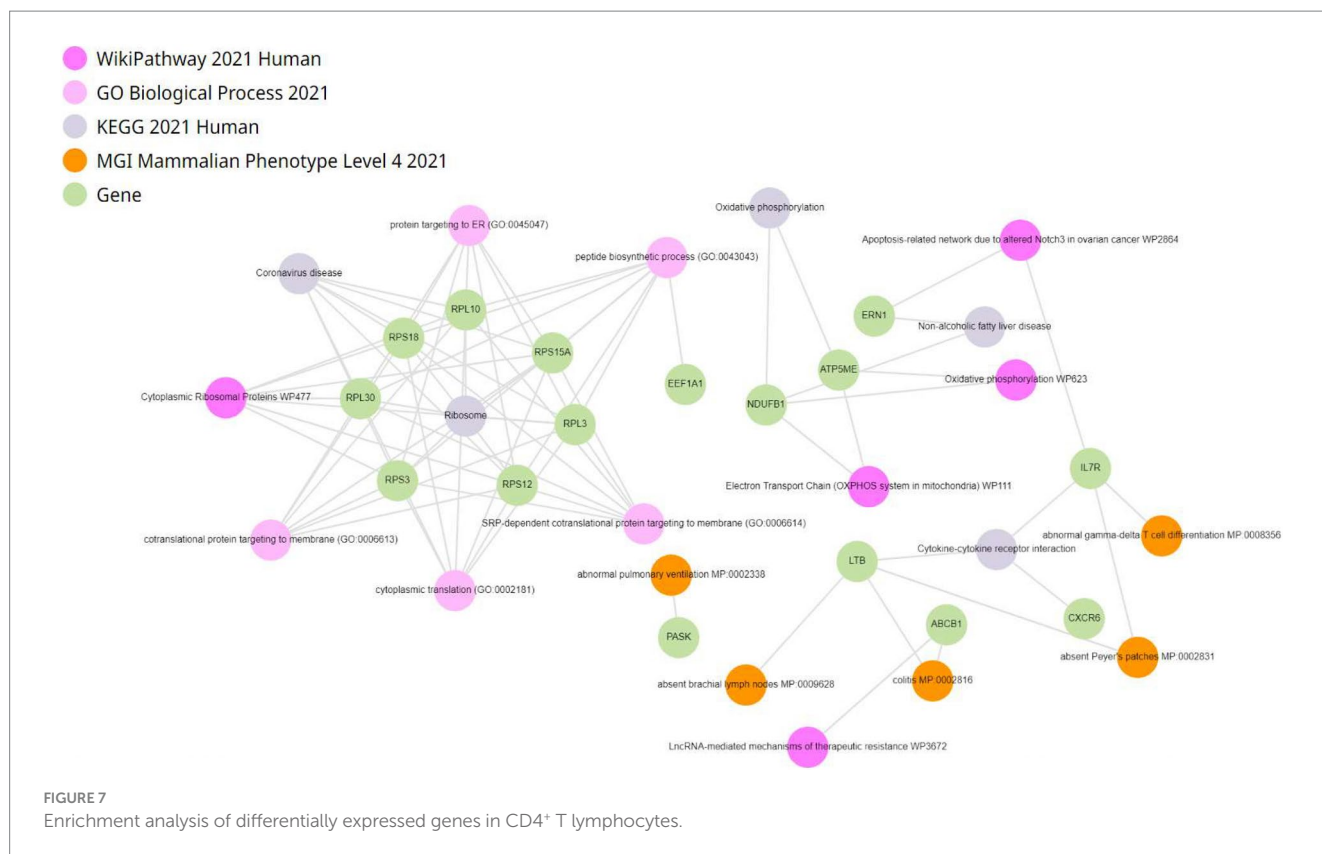 WikiPathway 2021 Human
GO Biological Process 2021
KEGG 2021 Human
MGI Mammalian Phenotype Level 4 2021
Gene
Oxidative phosphorylation
protein targeting to ER (GO:0045047)
Apoptosis-related network due to altered Notch3 in ovarian cancer WP2864
peptide biosynthetic process (GO:0043043)
Coronavirus disease
RPL10
ERN1
Non-alcoholic fatty liver disease
RPS18
RPS15A
ATP5ME
Oxidative phosphorylation WP623
EEF1A1
Cytoplasmic Ribosomal Proteins WP477
RPL30
NDUFB1
Ribosome
RPL3
IL7R
RPS3
RPS12
Electron Transport Chain (OXPHOS system in mitochondria) WP111
SRP-dependent cotranslational protein targeting to membrane (GO:0006614)
abnormal gamma-delta T cell differentiation MP:0008356
cotranslational protein targeting to membrane (GO:0006613)
Cytokine-cytokine receptor interaction
LTB
abnormal pulmonary ventilation MP:0002338
cytoplasmic translation (GO:0002181)
CXCR6
ABCB1
PASK
absent Peyer's patches MP:0002831
colitis MP:0002816
absent brachial lymph nodes MP:0009628
LncRNA-mediated mechanisms of therapeutic resistance WP3672
FIGURE 7
Enrichment analysis of differentially expressed genes in CD4⁺ T lymphocytes.